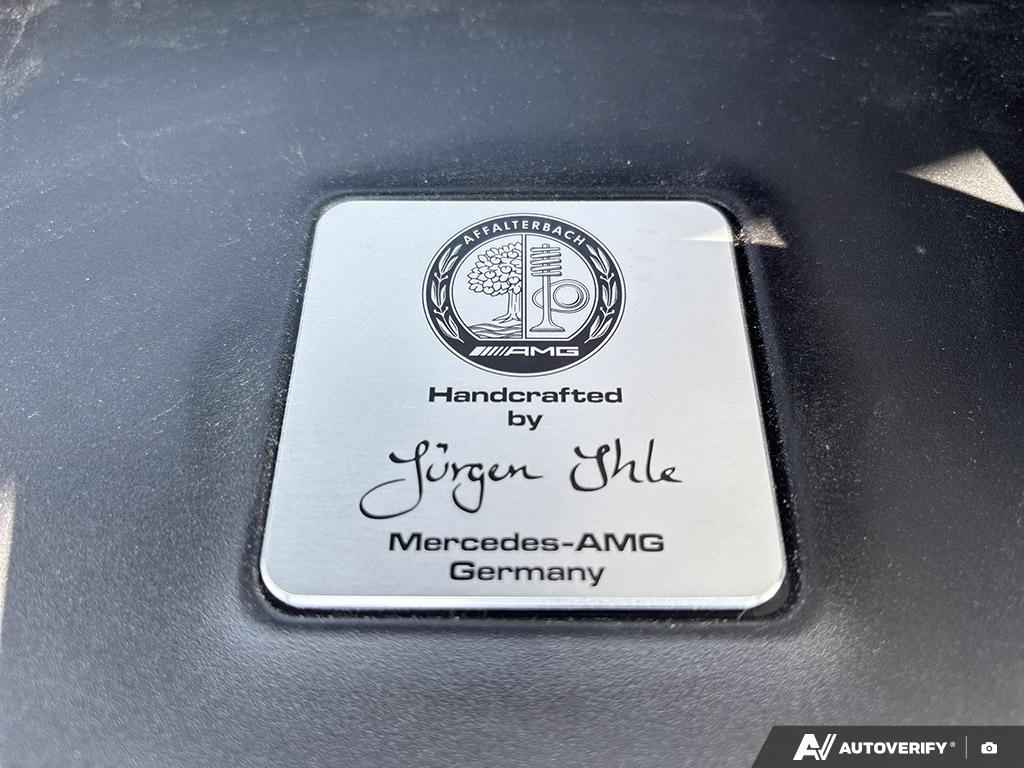 AFFALTERBACH
AMG
Handcrafted
by
Jürgen Ihle
Mercedes-AMG
Germany
AUTOVERIFY®